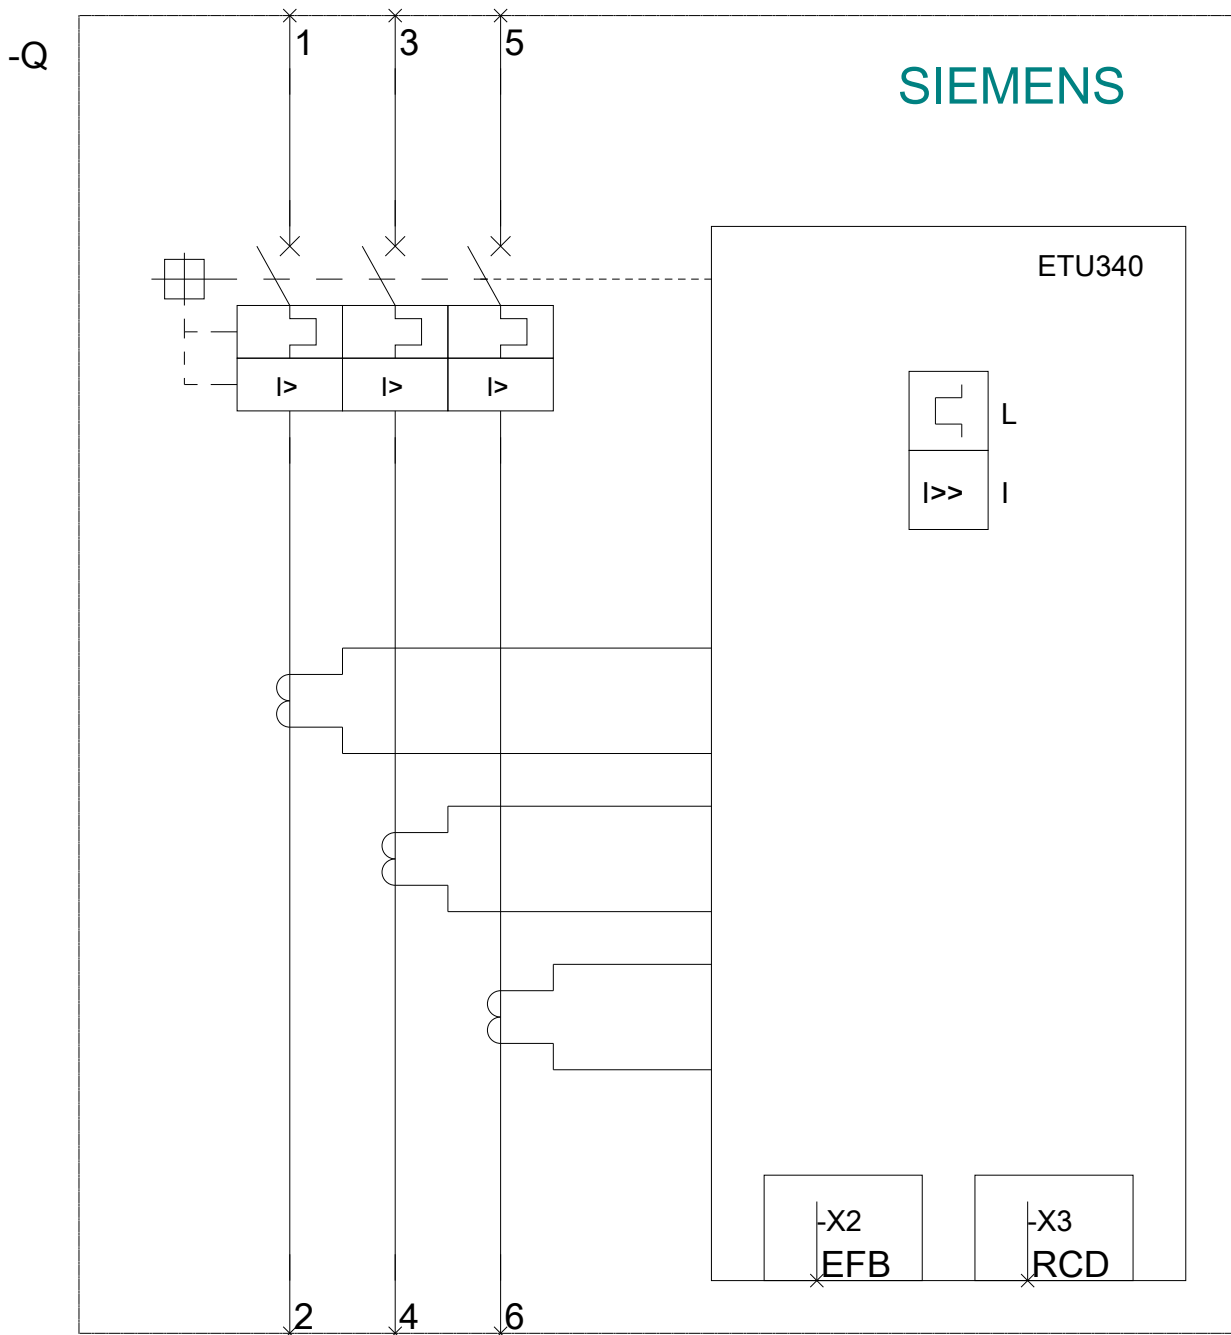 1 3 5
-Q
SIEMENS
ETU340
I> I> I>
L
I>> I
-X2 -X3
EFB RCD
2 4 6